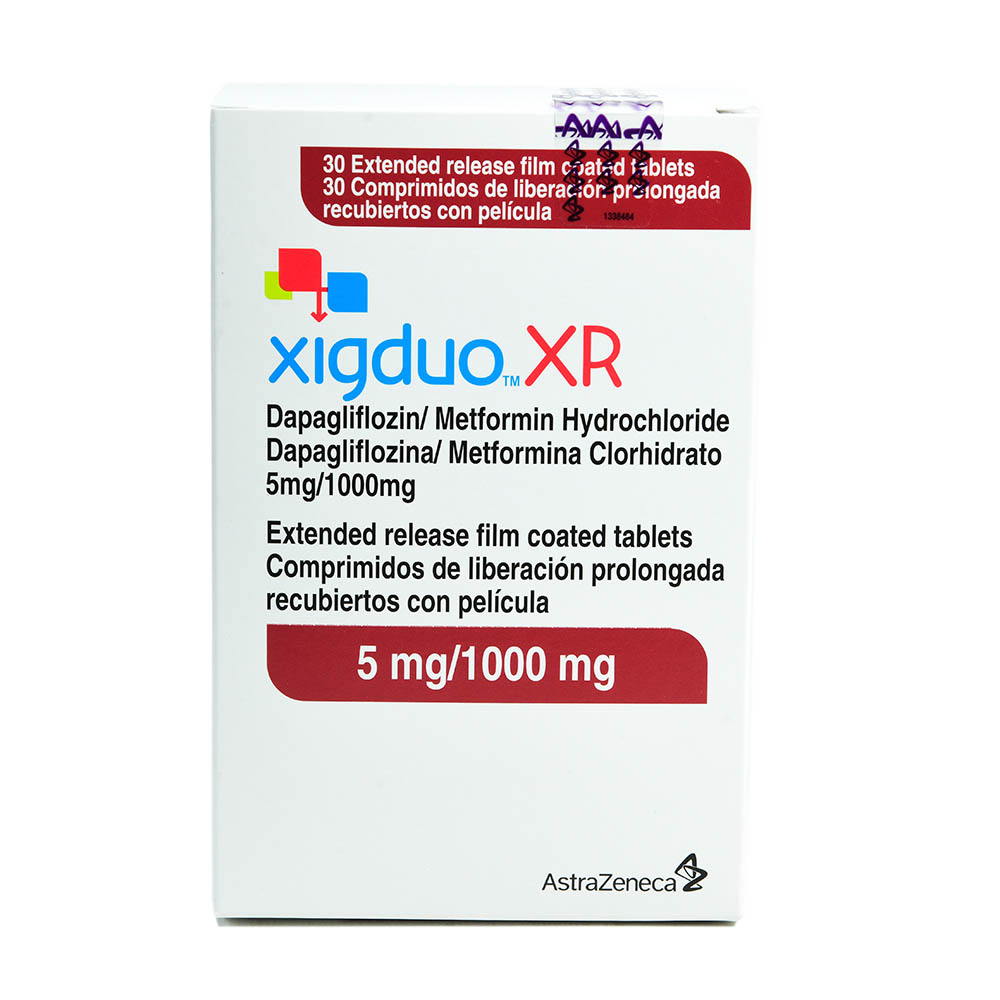 30 Extended release film coated tablets
30 Comprimidos de liberación prolongada
recubiertos con película
1338464
xigduo™ XR
Dapagliflozin/ Metformin Hydrochloride
Dapagliflozina/ Metformina Clorhidrato
5mg/1000mg
Extended release film coated tablets
Comprimidos de liberación prolongada
recubiertos con película
5 mg/1000 mg
AstraZeneca